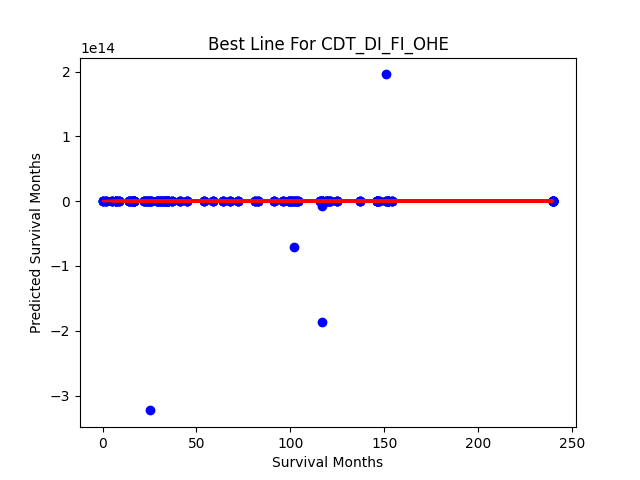 Best Line For CDT_DI_FI_OHE
1e14
2
1
0
−1
−2
−3
Predicted Survival Months
0 50 100 150 200 250
Survival Months